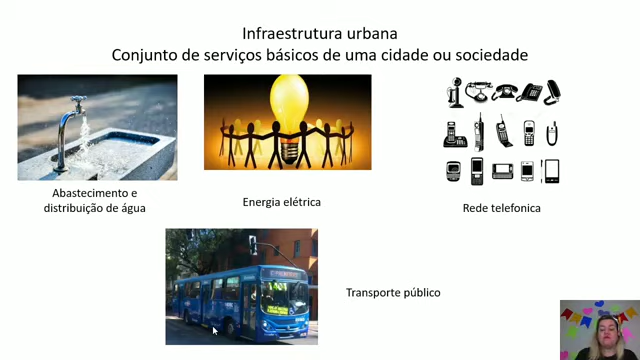 Infraestrutura urbana
Conjunto de serviços básicos de uma cidade ou sociedade
Abastecimento e
distribuição de água
Energia elétrica
Rede telefonica
Transporte público